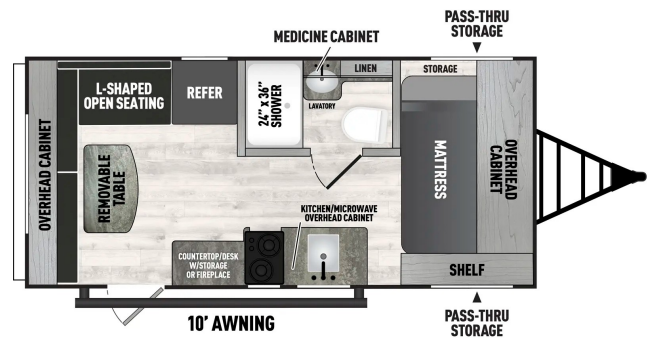 PASS-THRU
STORAGE
MEDICINE CABINET
LINEN
STORAGE
L-SHAPED
OPEN SEATING
REFER
24" x 36"
SHOWER
LAVATORY
OVERHEAD CABINET
REMOVABLE
TABLE
MATTRESS
OVERHEAD
CABINET
KITCHEN/MICROWAVE
OVERHEAD CABINET
COUNTERTOP/DESK
W/STORAGE
OR FIREPLACE
SHELF
10' AWNING
PASS-THRU
STORAGE